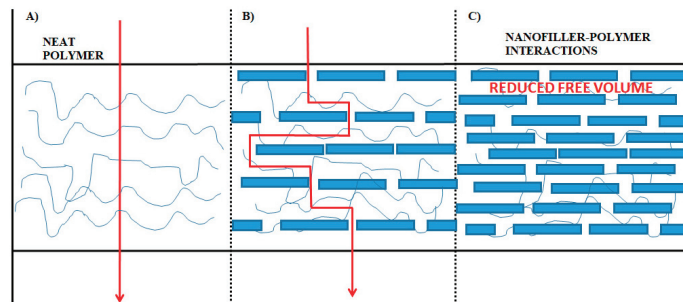 A)
NEAT
POLYMER
B)
C)
NANOFILLER-POLYMER
INTERACTIONS
REDUCED FREE VOLUME